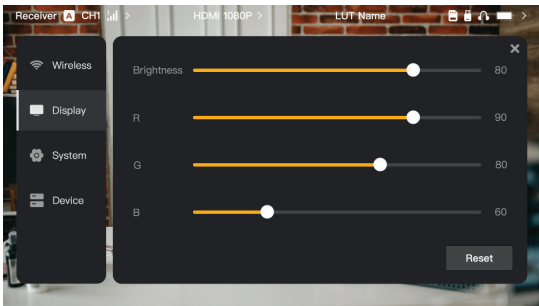 Receiver A CH1 >
HDMI 1080P >
LUT Name
>
Wireless
Display
System
Device
×
Brightness 80
R 90
G 80
B 60
Reset